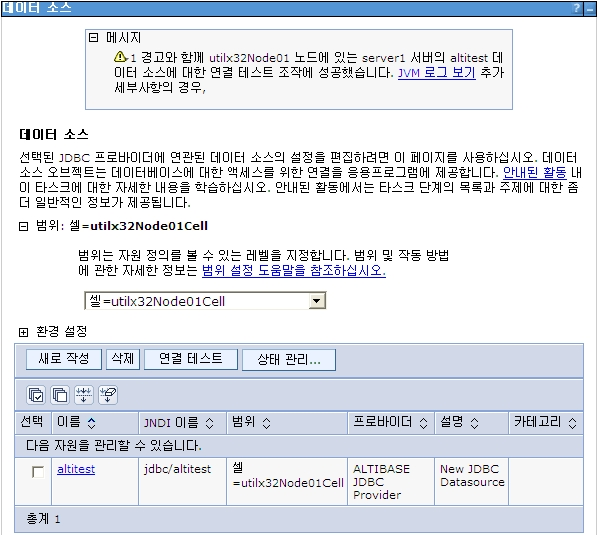 데이터 소스
? -
메시지
1 경고와 함께 utilx32Node01 노드에 있는 server1 서버의 altitest 데
이터 소스에 대한 연결 테스트 조작에 성공했습니다. JVM 로그 보기 추가
세부사항의 경우,
데이터 소스
선택된 JDBC 프로바이더에 연관된 데이터 소스의 설정을 편집하려면 이 페이지를 사용하십시오. 데이터
소스 오브젝트는 데이터베이스에 대한 액세스를 위한 연결을 응용프로그램에 제공합니다. 안내된 활동 내
이 타스크에 대한 자세한 내용을 학습하십시오. 안내된 활동에서는 타스크 단계의 목록과 주제에 대한 좀
더 일반적인 정보가 제공됩니다.
범위: 셀=utilx32Node01Cell
범위는 자원 정의를 볼 수 있는 레벨을 지정합니다. 범위 및 작동 방법
에 관한 자세한 정보는 범위 설정 도움말을 참조하십시오.
셀=utilx32Node01Cell
환경 설정
새로 작성 삭제 연결 테스트 상태 관리...
선택 이름 JNDI 이름 범위 프로바이더 설명 카테고리
다음 자원을 관리할 수 있습니다.
altitest jdbc/altitest 셀 ALTIBASE New JDBC
=utilx32Node01Cell JDBC Datasource
Provider
총계 1